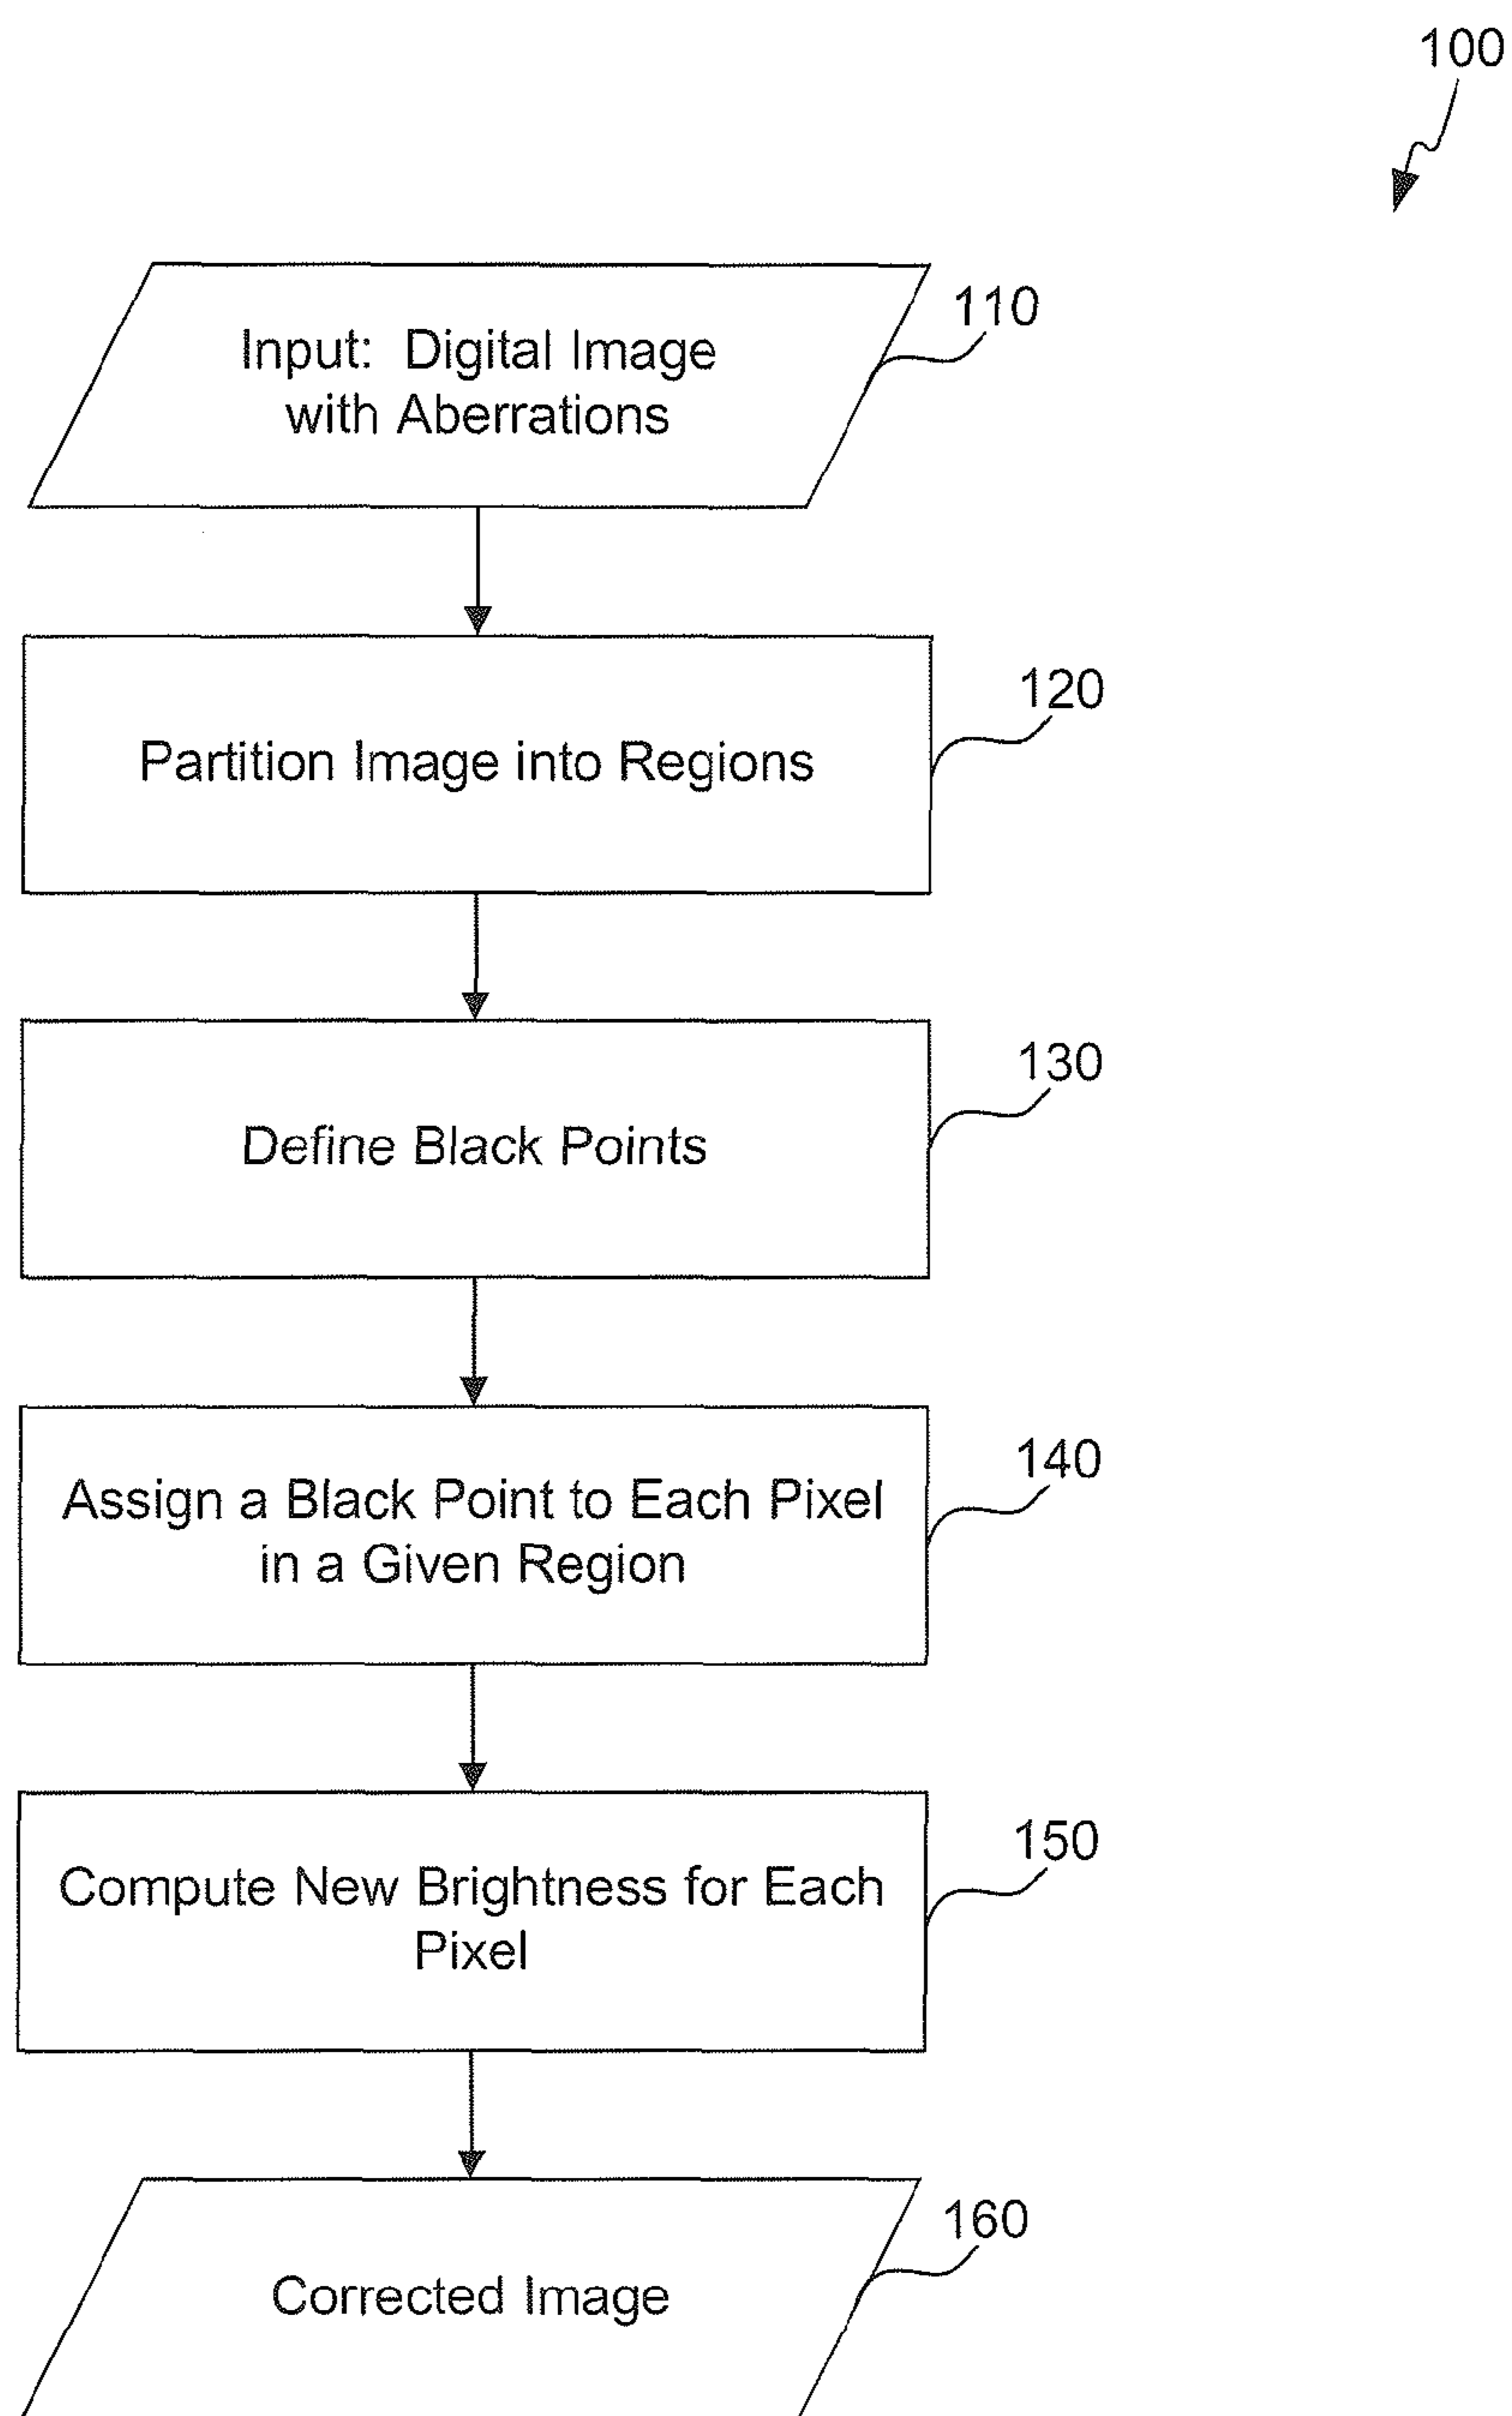 100
Input: Digital Image
with Aberrations
110
Partition Image into Regions
120
Define Black Points
130
Assign a Black Point to Each Pixel
in a Given Region
140
Compute New Brightness for Each
Pixel
150
Corrected Image
160